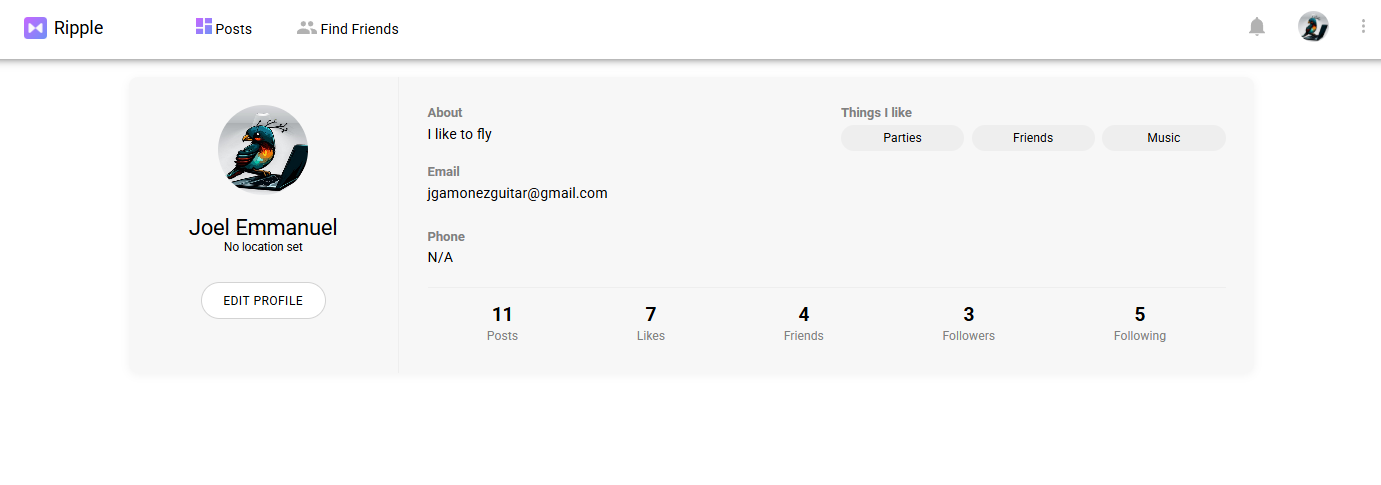 Ripple
Posts
Find Friends
Joel Emmanuel
No location set
EDIT PROFILE
About
I like to fly
Email
jgamonezguitar@gmail.com
Phone
N/A
Things I like
Parties
Friends
Music
11
Posts
7
Likes
4
Friends
3
Followers
5
Following